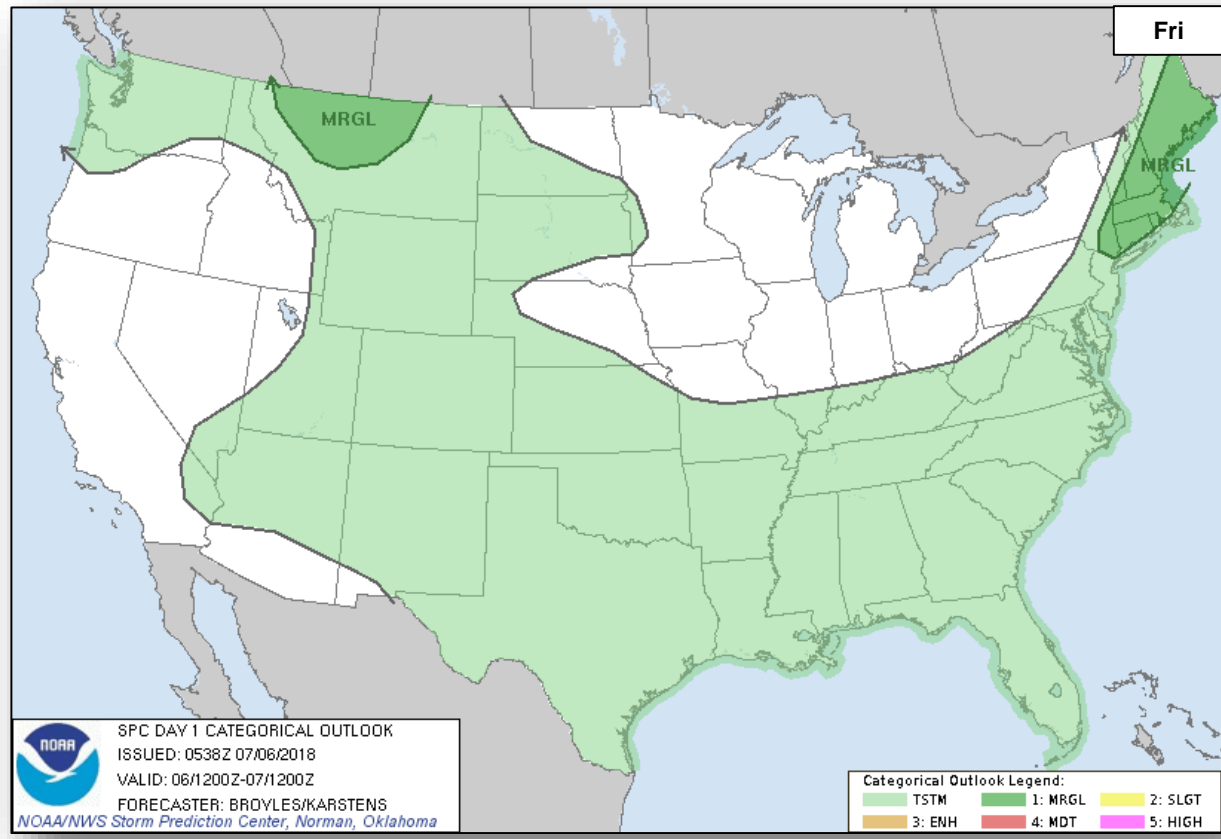 Fri
MRGL
MRGL
NOAA
SPC DAY 1 CATEGORICAL OUTLOOK
ISSUED: 0538Z 07/06/2018
VALID: 06/1200Z-07/1200Z
FORECASTER: BROYLES/KARSTENS
NOAA/NWS Storm Prediction Center, Norman, Oklahoma
Categorical Outlook Legend:
TSTM 1: MRGL 2: SLGT
3: ENH 4: MDT 5: HIGH